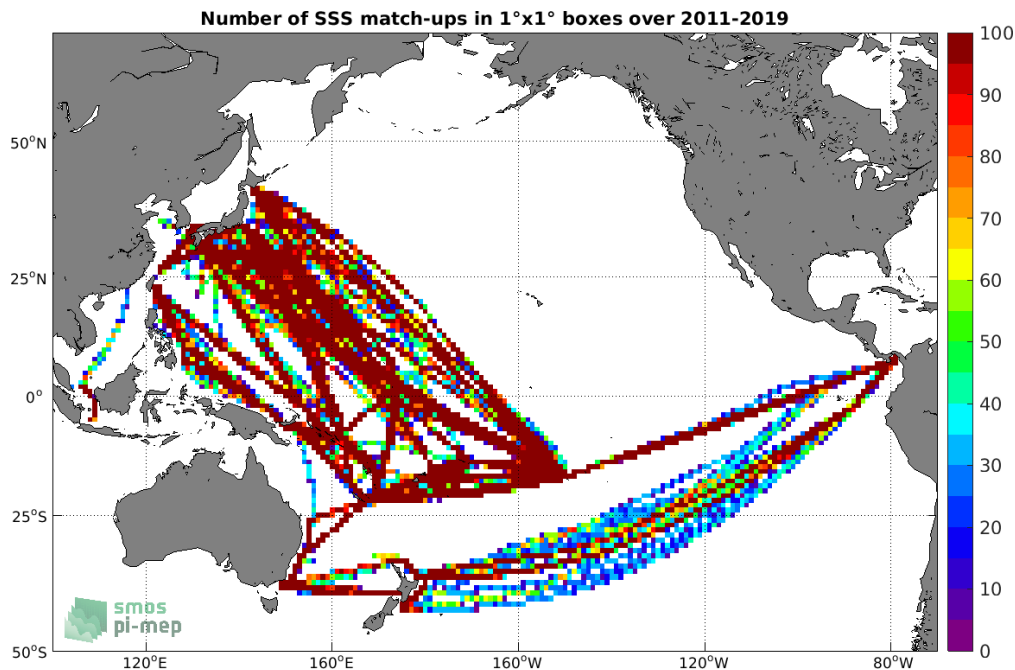 Number of SSS match-ups in 1°x1° boxes over 2011-2019
100
90
80
70
60
50
40
30
20
10
0
50°N
25°N
0°
25°S
50°S
120°E
160°E
160°W
120°W
80°W
smos
pi-mep